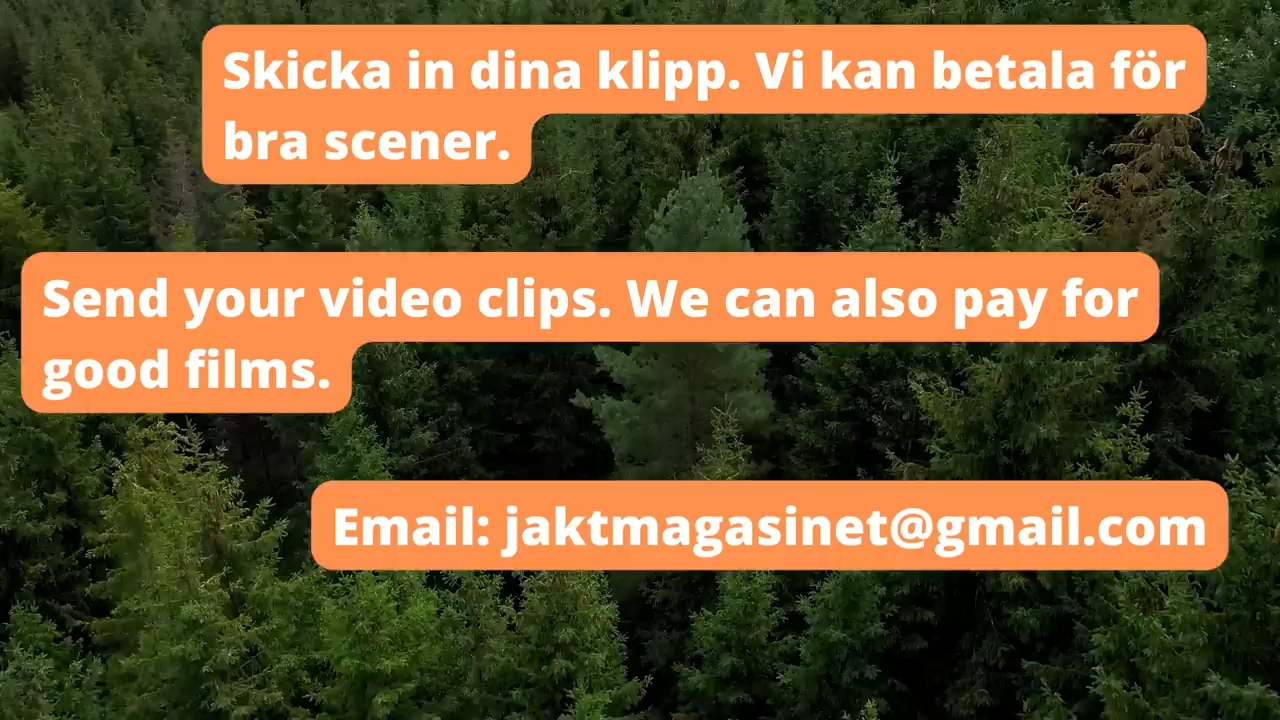 Skicka in dina klipp. Vi kan betala för
bra scener.
Send your video clips. We can also pay for
good films.
Email: jaktmagasinet@gmail.com